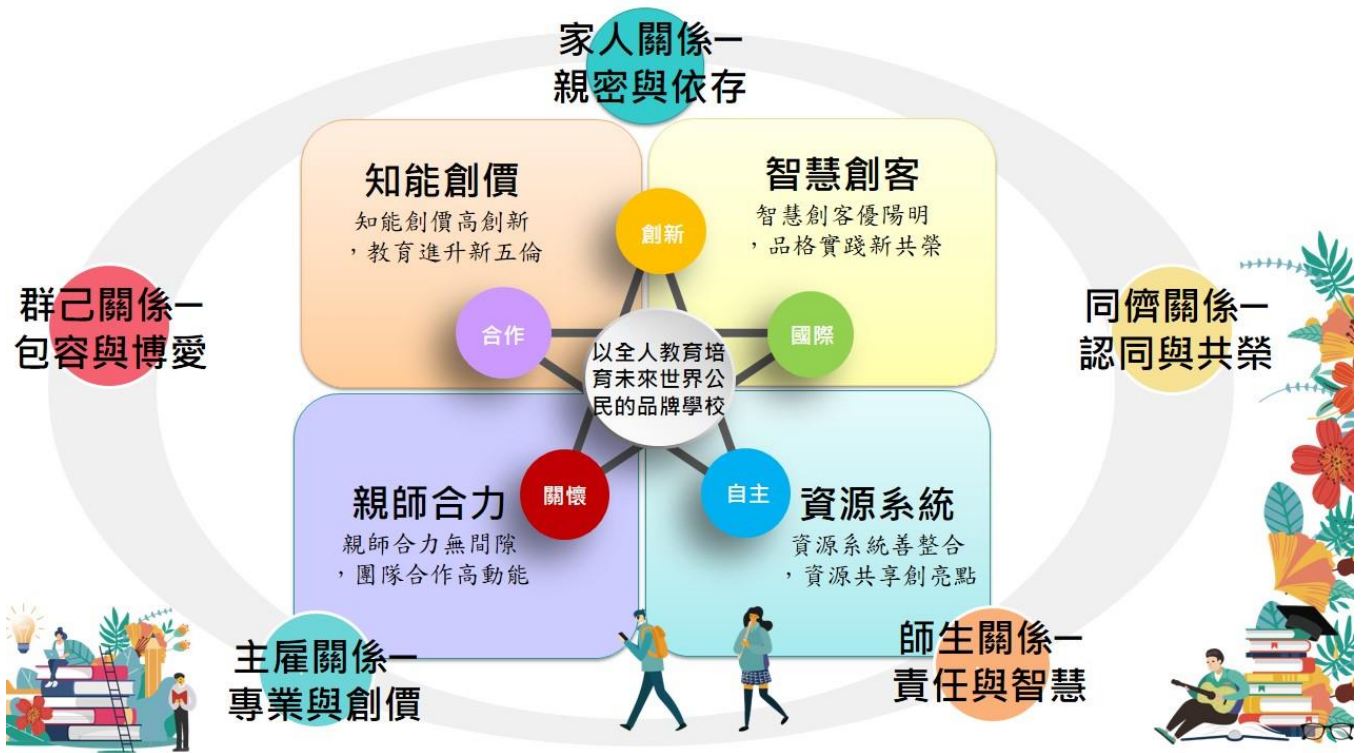 家人關係－
親密與依存
知能創價
知能創價高創新
，教育進升新五倫
智慧創客
智慧創客優陽明
，品格實踐新共榮
創新
群己關係－
包容與博愛
合作
以全人教育培
育未來世界公
民的品牌學校
國際
同儕關係－
認同與共榮
親師合力
親師合力無間隙
，團隊合作高動能
關懷
自主
資源系統
資源系統善整合
，資源共享創亮點
主雇關係－
專業與創價
師生關係－
責任與智慧